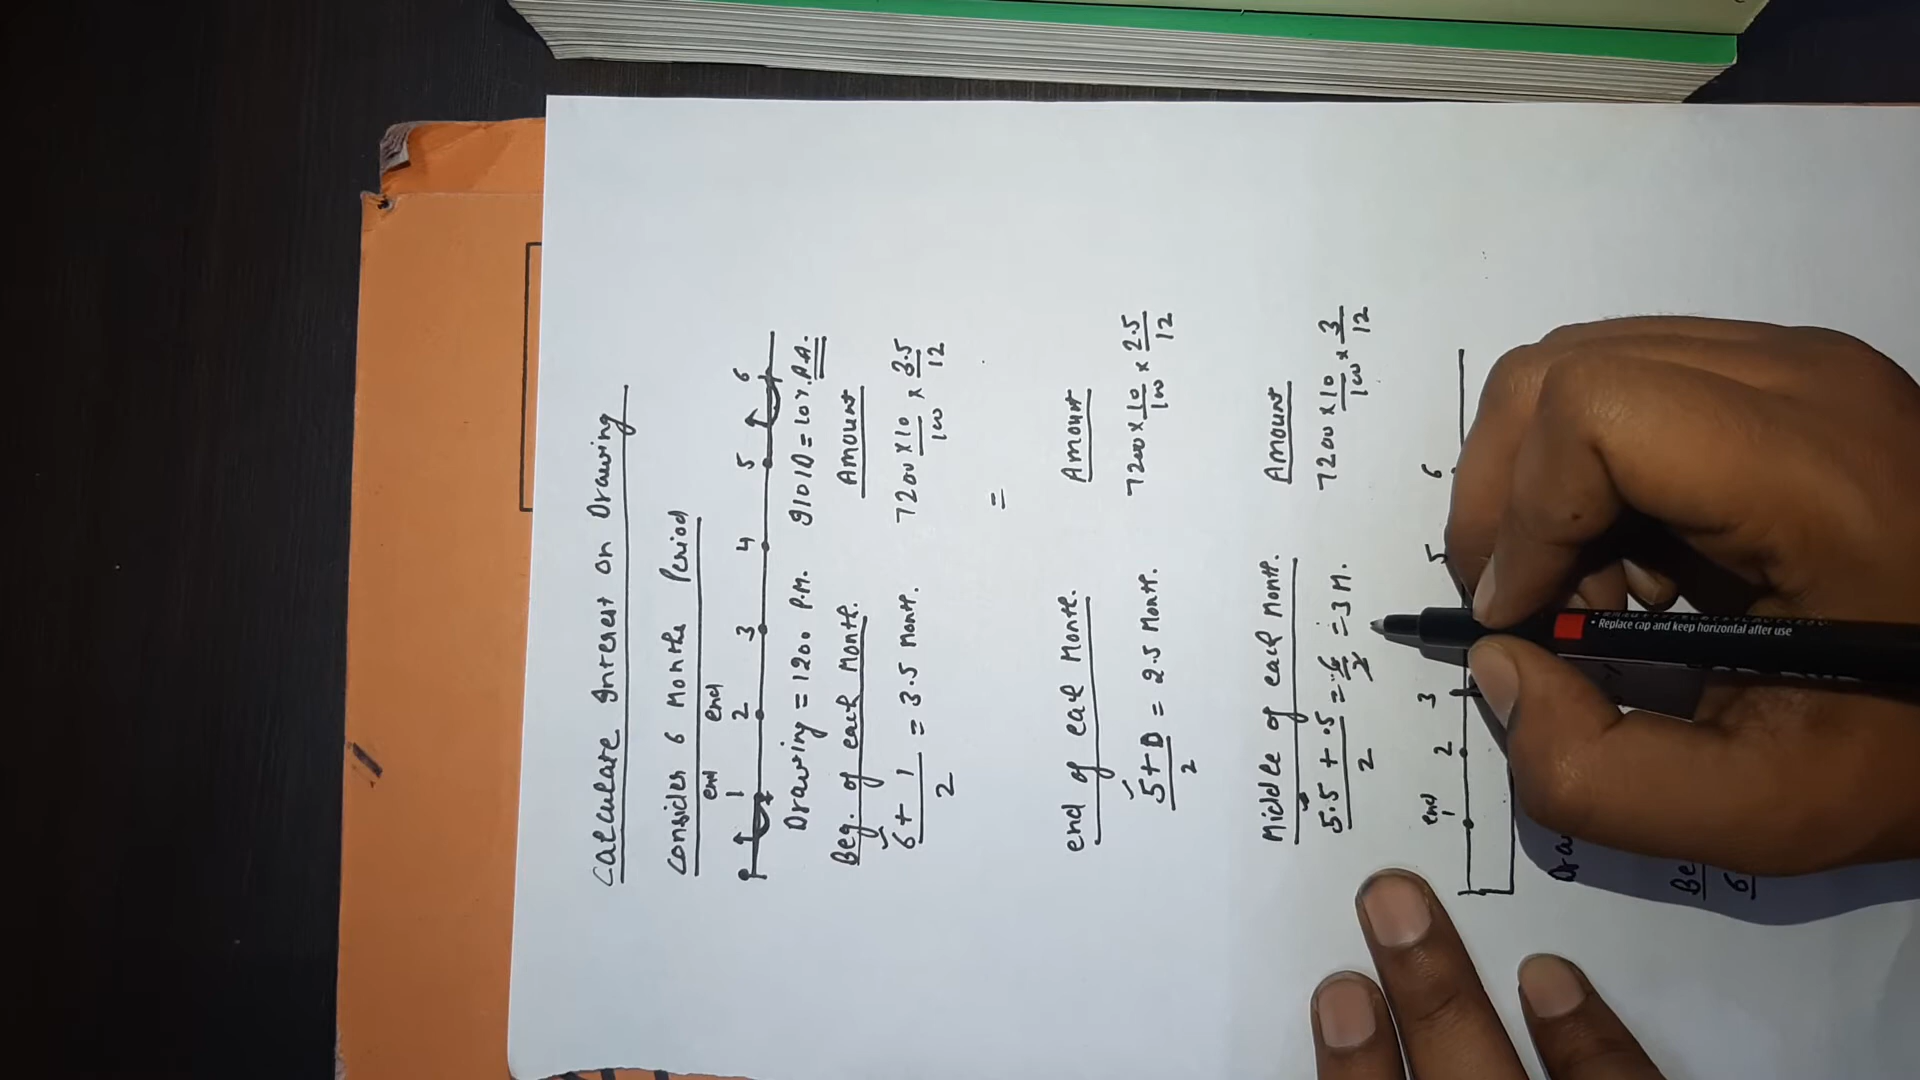 Calculate Interest on Drawing
Consider 6 Months Period
end end
1 2 3 4 5 6
Drawing = 1200 P.M. IOD = 10% P.A.
Beg. of each Month. Amount
6 + 1 / 2 = 3.5 Month. 7200 × 10/100 × 3.5/12
=
end of each Month. Amount
5 + 0 / 2 = 2.5 Month. 7200 × 10/100 × 2.5/12
Middle of each Month. Amount
5.5 + .5 / 2 = 6/2 = 3 M. 7200 × 10/100 × 3/12
end
1 2 3 5 6
Dra
Be
6
• Replace cap and keep horizontal after use